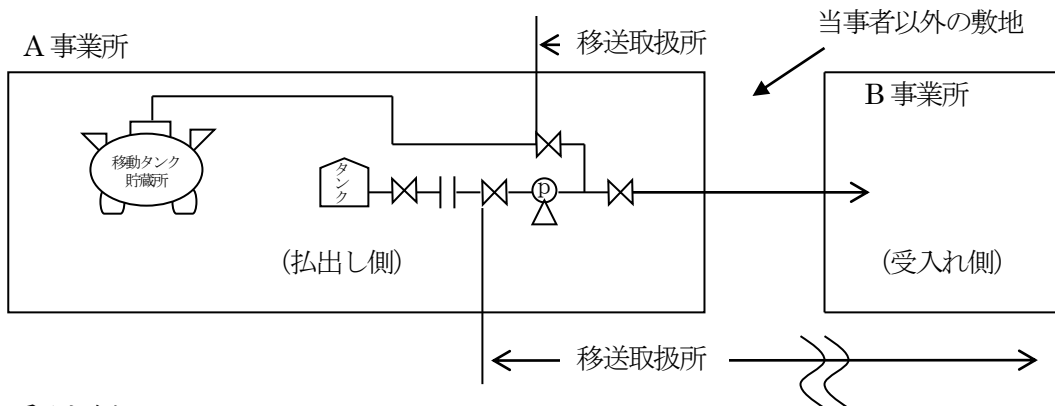 当事者以外の敷地
A 事業所
移送取扱所
B 事業所
移動タンク
貯蔵所
タンク
p
(払出し側)
(受入れ側)
移送取扱所